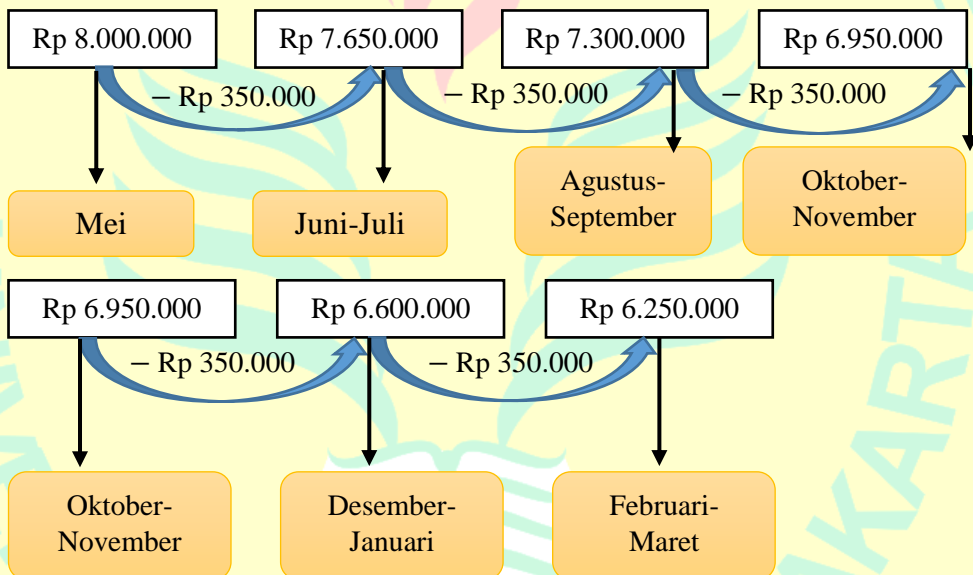 Rp 8.000.000
Rp 7.650.000
Rp 7.300.000
Rp 6.950.000
− Rp 350.000
− Rp 350.000
− Rp 350.000
Mei
Juni-Juli
Agustus-
September
Oktober-
November
Rp 6.950.000
Rp 6.600.000
Rp 6.250.000
− Rp 350.000
− Rp 350.000
Oktober-
November
Desember-
Januari
Februari-
Maret